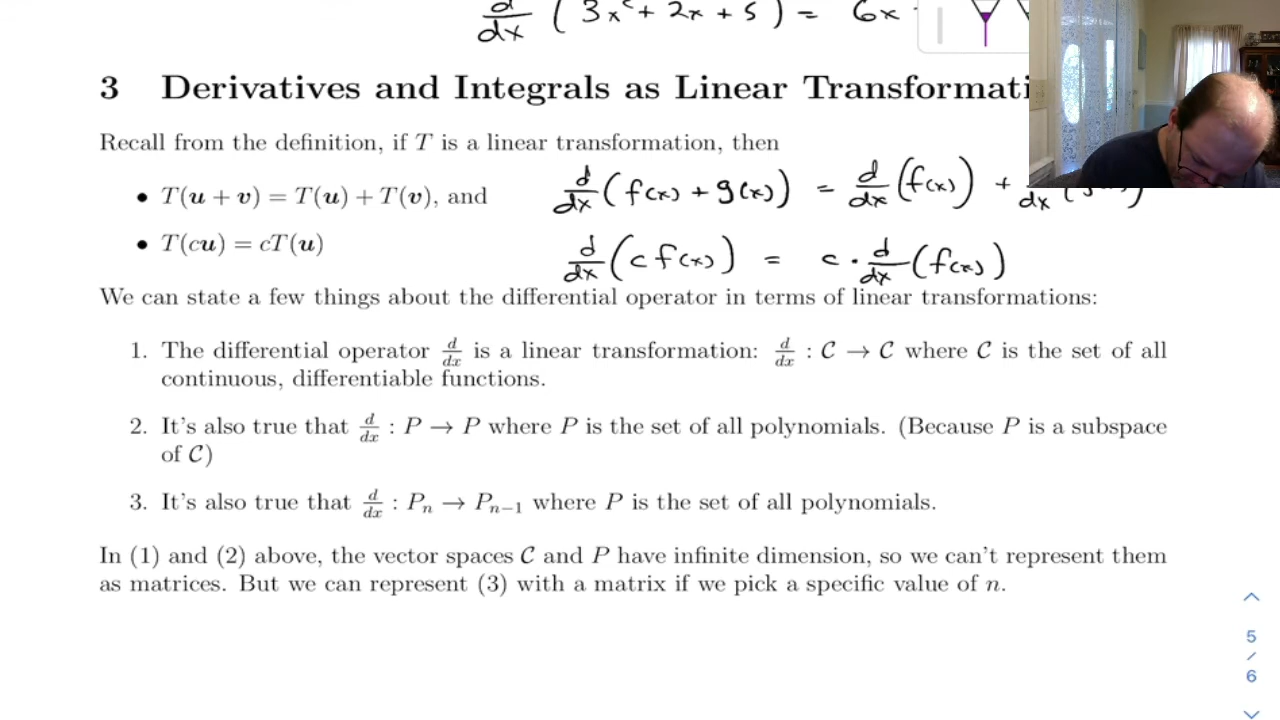 d/dx ( 3x² + 2x + 5 ) = 6x
3 Derivatives and Integrals as Linear Transformati
Recall from the definition, if T is a linear transformation, then
• T(u + v) = T(u) + T(v), and
d/dx (f(x) + g(x)) = d/dx (f(x)) + d/dx
• T(cu) = cT(u)
d/dx (c f(x)) = c · d/dx (f(x))
We can state a few things about the differential operator in terms of linear transformations:
1. The differential operator d/dx is a linear transformation: d/dx : C → C where C is the set of all
continuous, differentiable functions.
2. It's also true that d/dx : P → P where P is the set of all polynomials. (Because P is a subspace
of C)
3. It's also true that d/dx : Pₙ → Pₙ₋₁ where P is the set of all polynomials.
In (1) and (2) above, the vector spaces C and P have infinite dimension, so we can't represent them
as matrices. But we can represent (3) with a matrix if we pick a specific value of n.
5
/
6